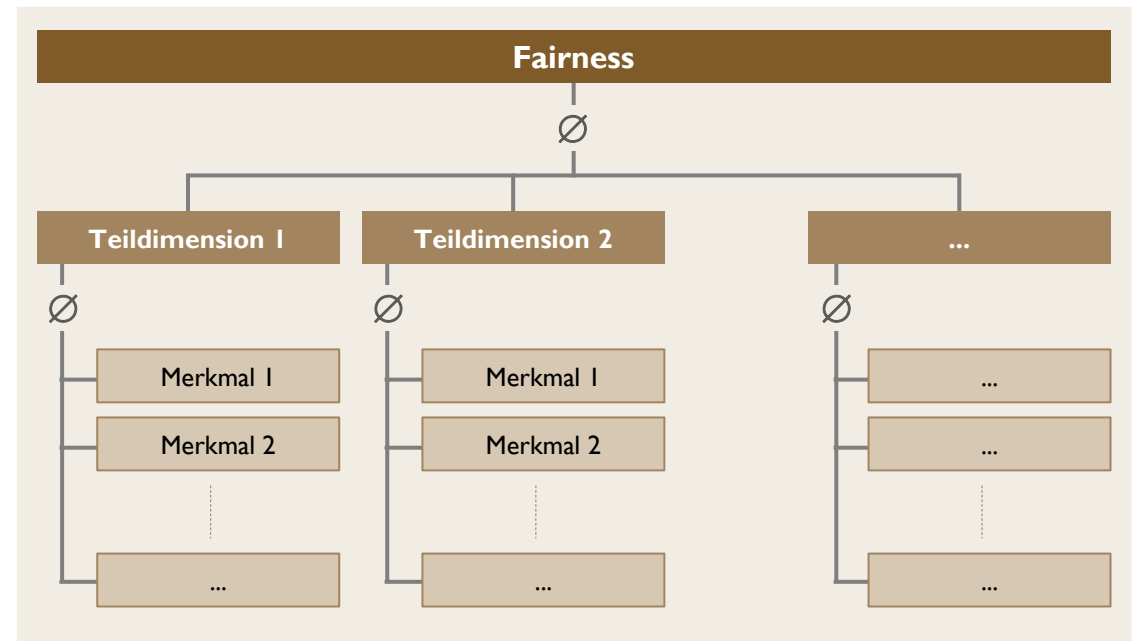 Fairness
Ø
Teildimension 1
Teildimension 2
...
Ø
Ø
Ø
Merkmal 1
Merkmal 1
...
Merkmal 2
Merkmal 2
...
...
...
...